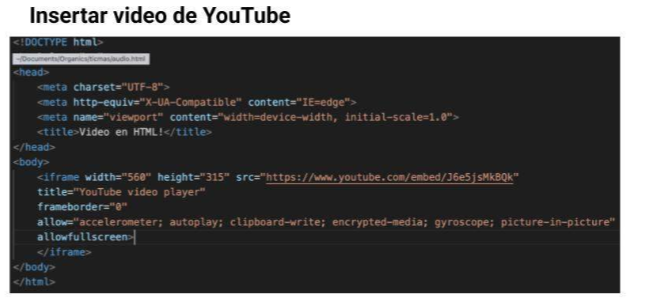 Insertar video de YouTube
<!DOCTYPE html>
~/Documents/Organics/ticmas/audio.html
<head>
<meta charset="UTF-8">
<meta http-equiv="X-UA-Compatible" content="IE=edge">
<meta name="viewport" content="width=device-width, initial-scale=1.0">
<title>Video en HTML!</title>
</head>
<body>
<iframe width="560" height="315" src="https://www.youtube.com/embed/J6e5jsMkBQk"
title="YouTube video player"
frameborder="0"
allow="accelerometer; autoplay; clipboard-write; encrypted-media; gyroscope; picture-in-picture"
allowfullscreen>
</iframe>
</body>
</html>